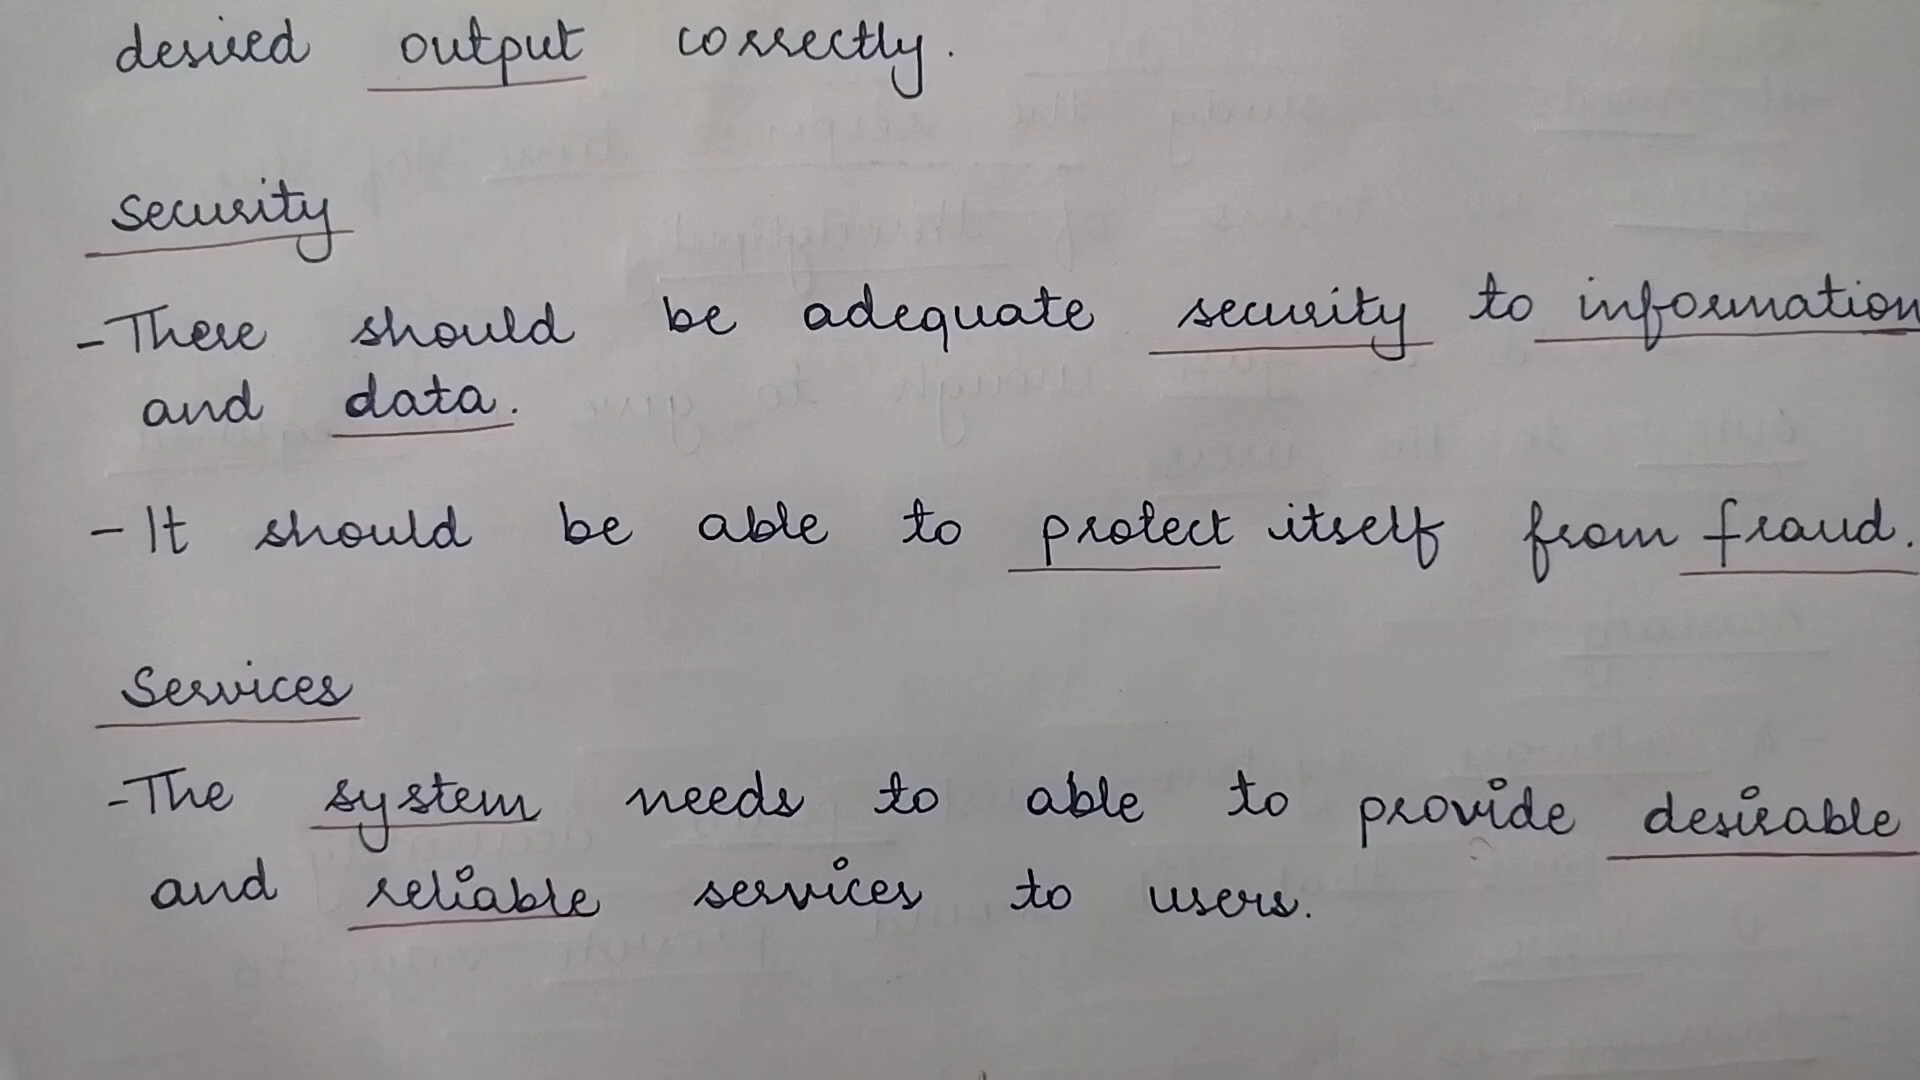 desired output correctly.
Security
- There should be adequate security to information
and data.
- It should be able to protect itself from fraud.
Services
- The system needs to able to provide desirable
and reliable services to users.